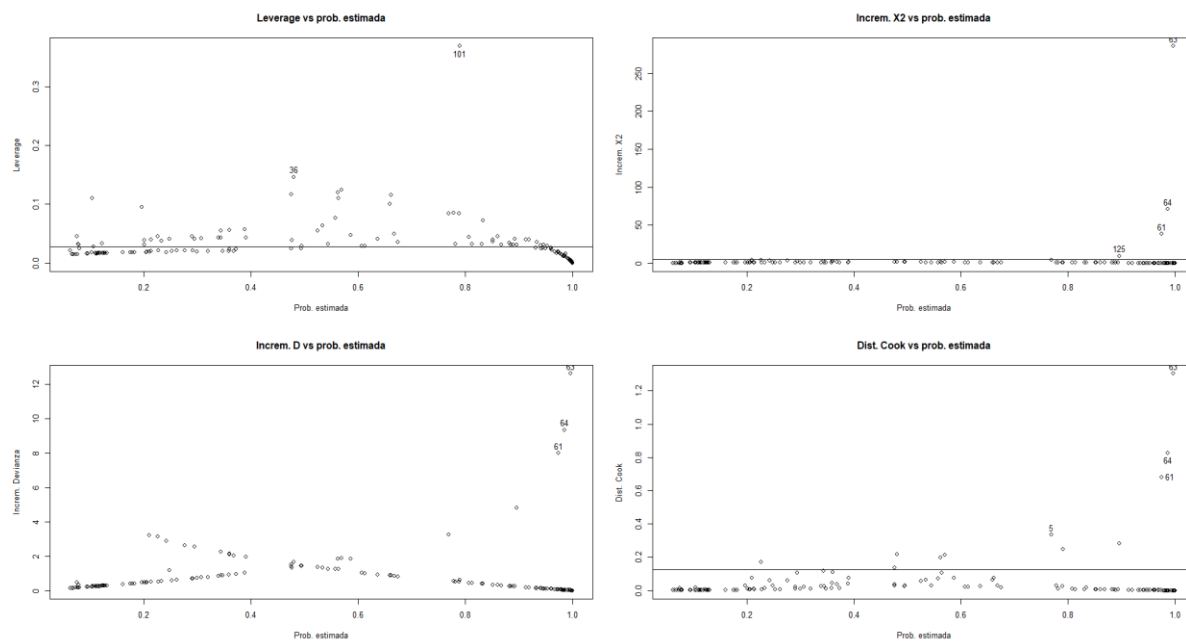 Leverage vs prob. estimada
Leverage
0.0 0.1 0.2 0.3
101
36
0.2 0.4 0.6 0.8 1.0
Prob. estimada
Increm. X2 vs prob. estimada
Increm. X2
0 50 100 150 200 250
63
64
61
125
0.2 0.4 0.6 0.8 1.0
Prob. estimada
Increm. D vs prob. estimada
Increm. Devianza
0 2 4 6 8 10 12
63
64
61
0.2 0.4 0.6 0.8 1.0
Prob. estimada
Dist. Cook vs prob. estimada
Dist. Cook
0.0 0.2 0.4 0.6 0.8 1.0 1.2
63
64
61
5
0.2 0.4 0.6 0.8 1.0
Prob. estimada